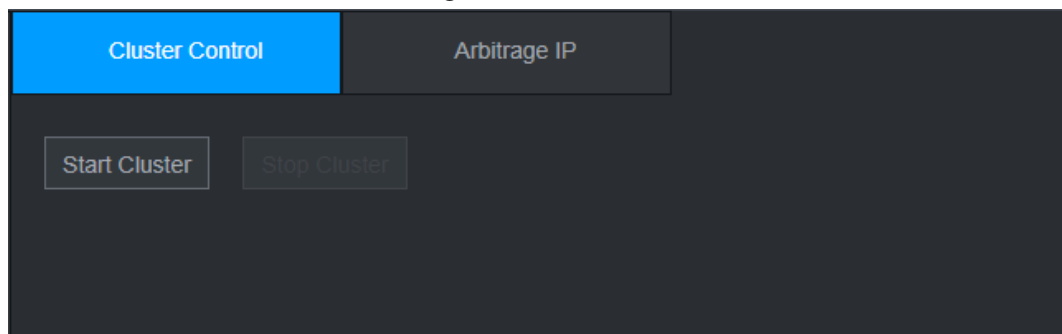 Cluster Control
Arbitrage IP
Start Cluster
Stop Cluster